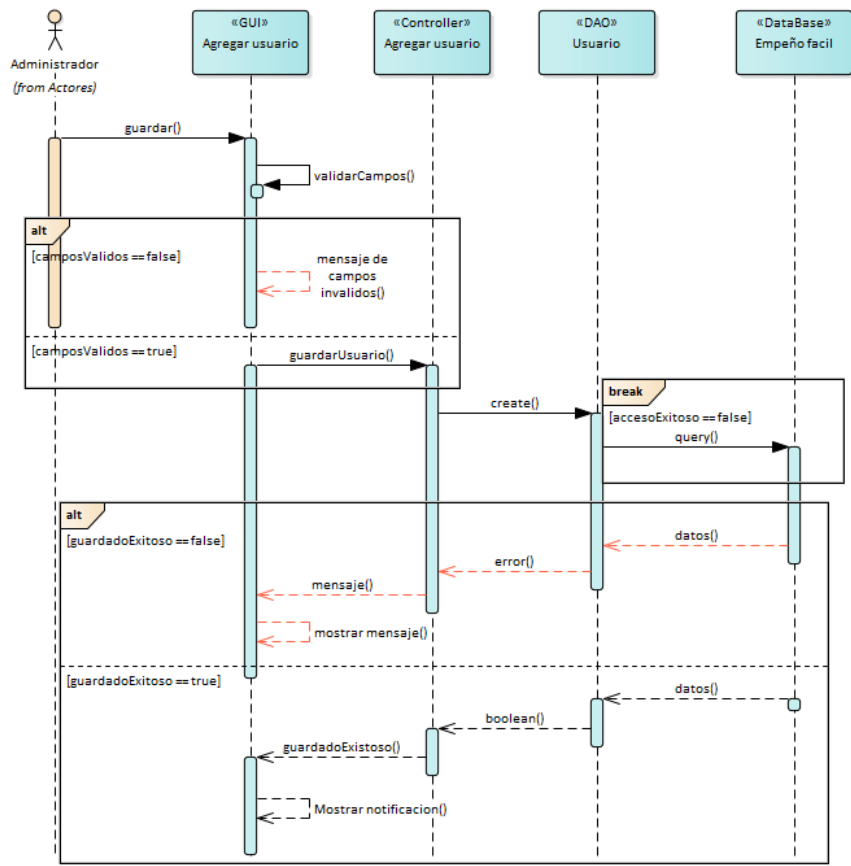 «GUI»
Agregar usuario
«Controller»
Agregar usuario
«DAO»
Usuario
«DataBase»
Empeño facil
Administrador
(from Actores)
guardar()
validarCampos()
alt
[camposValidos ==false]
mensaje de
campos
invalidos()
[camposValidos ==true]
guardarUsuario()
break
create()
[accesoExitoso ==false]
query()
alt
[guardadoExitoso ==false]
datos()
error()
mensaje()
mostrar mensaje()
[guardadoExitoso ==true]
datos()
boolean()
guardadoExistoso()
Mostrar notificacion()